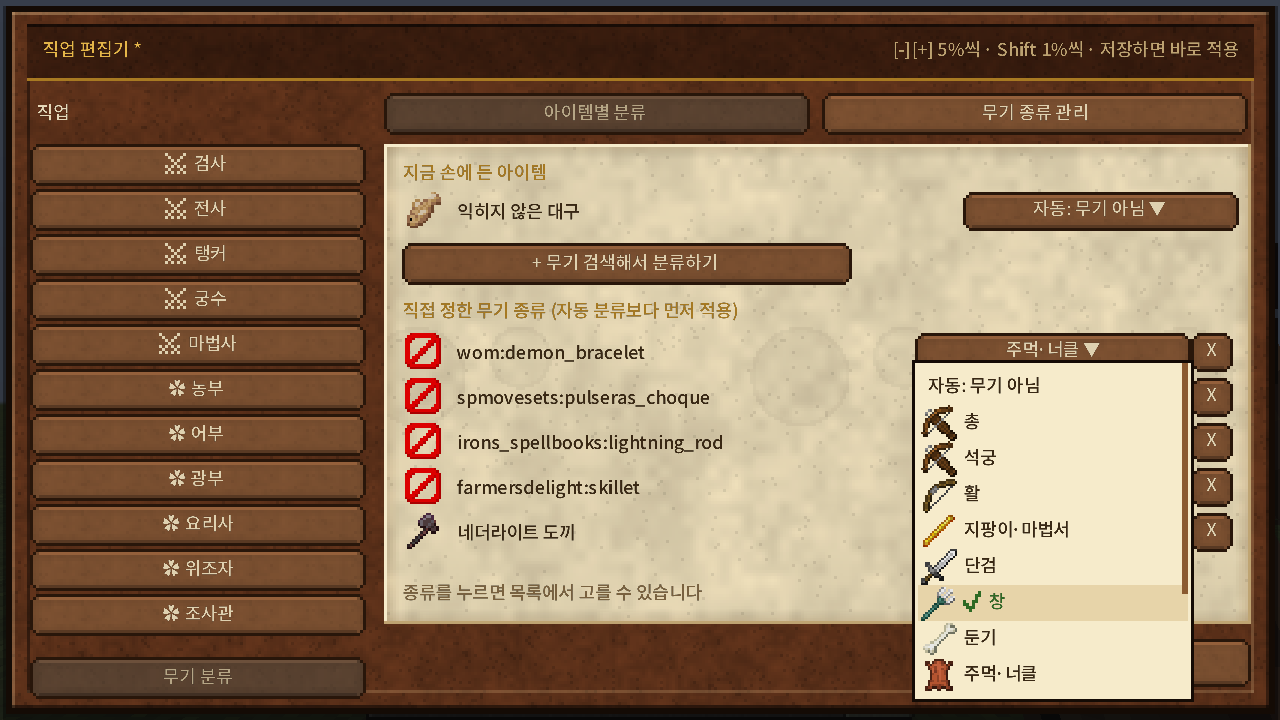 직업 편집기 *
[-][+] 5%씩 · Shift 1%씩 · 저장하면 바로 적용
직업
아이템별 분류
무기 종류 관리
검사
전사
탱커
궁수
마법사
농부
어부
광부
요리사
위조자
조사관
무기 분류
지금 손에 든 아이템
익히지 않은 대구
자동: 무기 아님 ▼
+ 무기 검색해서 분류하기
직접 정한 무기 종류 (자동 분류보다 먼저 적용)
wom:demon_bracelet
주먹·너클 ▼
X
spmovesets:pulseras_choque
X
irons_spellbooks:lightning_rod
X
farmersdelight:skillet
X
네더라이트 도끼
X
종류를 누르면 목록에서 고를 수 있습니다
자동: 무기 아님
총
석궁
활
지팡이·마법서
단검
✓ 창
둔기
주먹·너클